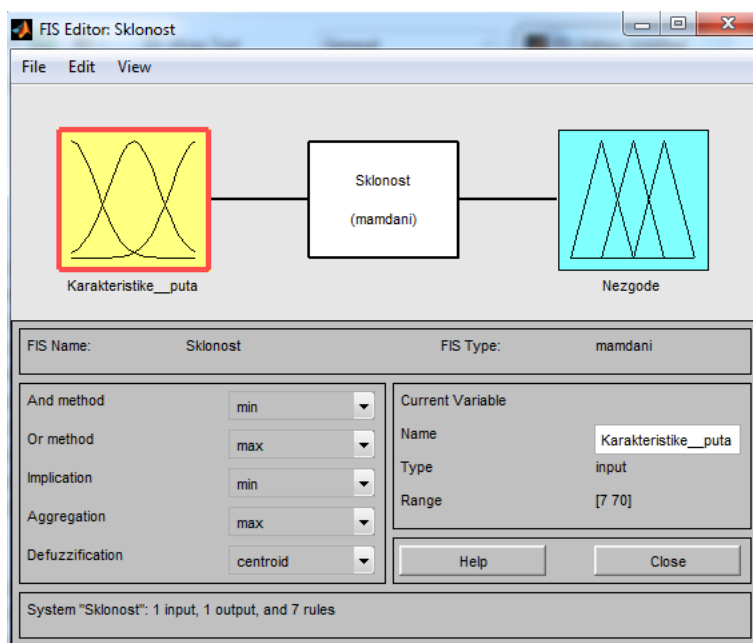 FIS Editor: Sklonost
File Edit View
Sklonost
(mamdani)
Karakteristike__puta
Nezgode
FIS Name: Sklonost FIS Type: mamdani
And method min
Or method max
Implication min
Aggregation max
Defuzzification centroid
Current Variable
Name Karakteristike__puta
Type input
Range [7 70]
Help Close
System "Sklonost": 1 input, 1 output, and 7 rules